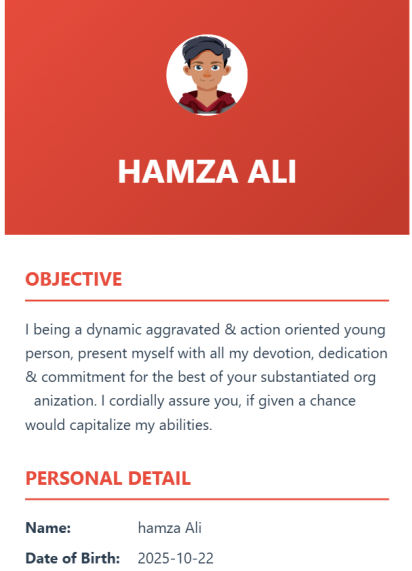 HAMZA ALI
OBJECTIVE
I being a dynamic aggravated & action oriented young
person, present myself with all my devotion, dedication
& commitment for the best of your substantiated org
anization. I cordially assure you, if given a chance
would capitalize my abilities.
PERSONAL DETAIL
Name: hamza Ali
Date of Birth: 2025-10-22